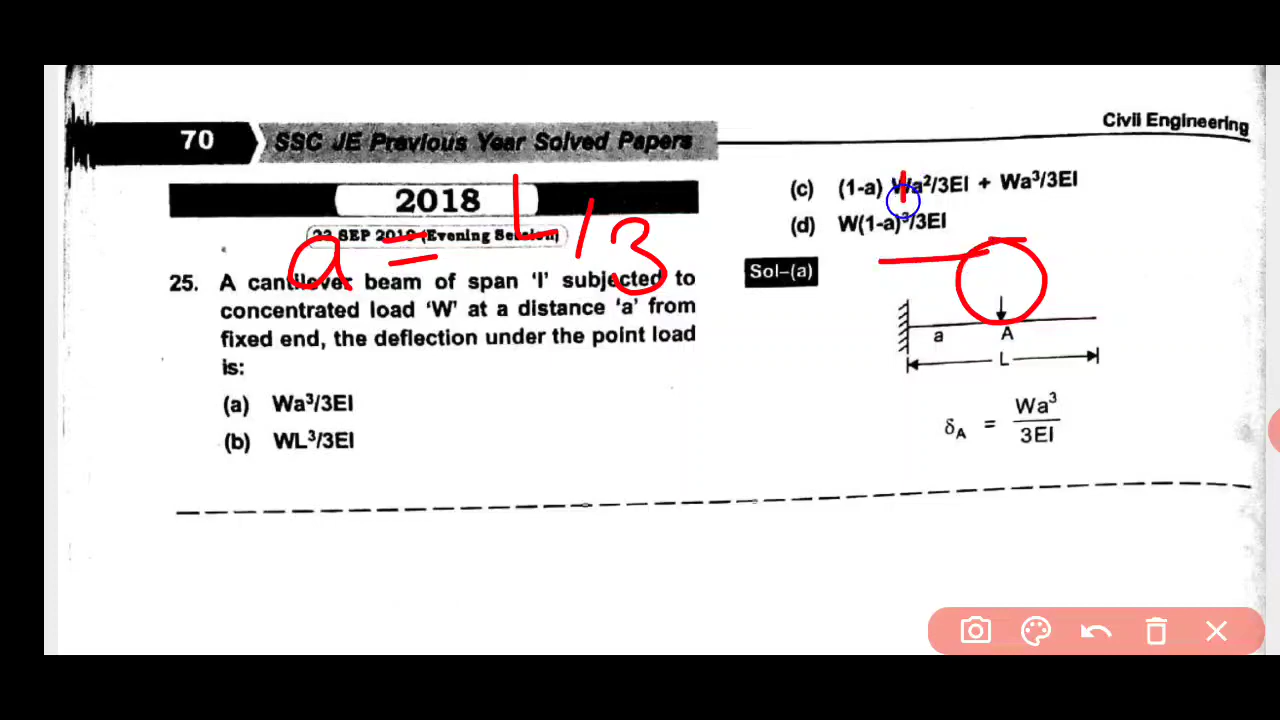 70
SSC JE Previous Year Solved Papers
Civil Engineering
2018
(Evening Session)
a = L/3
25. A cantilever beam of span 'l' subjected to
concentrated load 'W' at a distance 'a' from
fixed end, the deflection under the point load
is:
(a) Wa³/3EI
(b) WL³/3EI
(c) (1-a) Wa²/3EI + Wa³/3EI
(d) W(1-a)³/3EI
Sol–(a)
a A
L
δA = Wa³
3EI